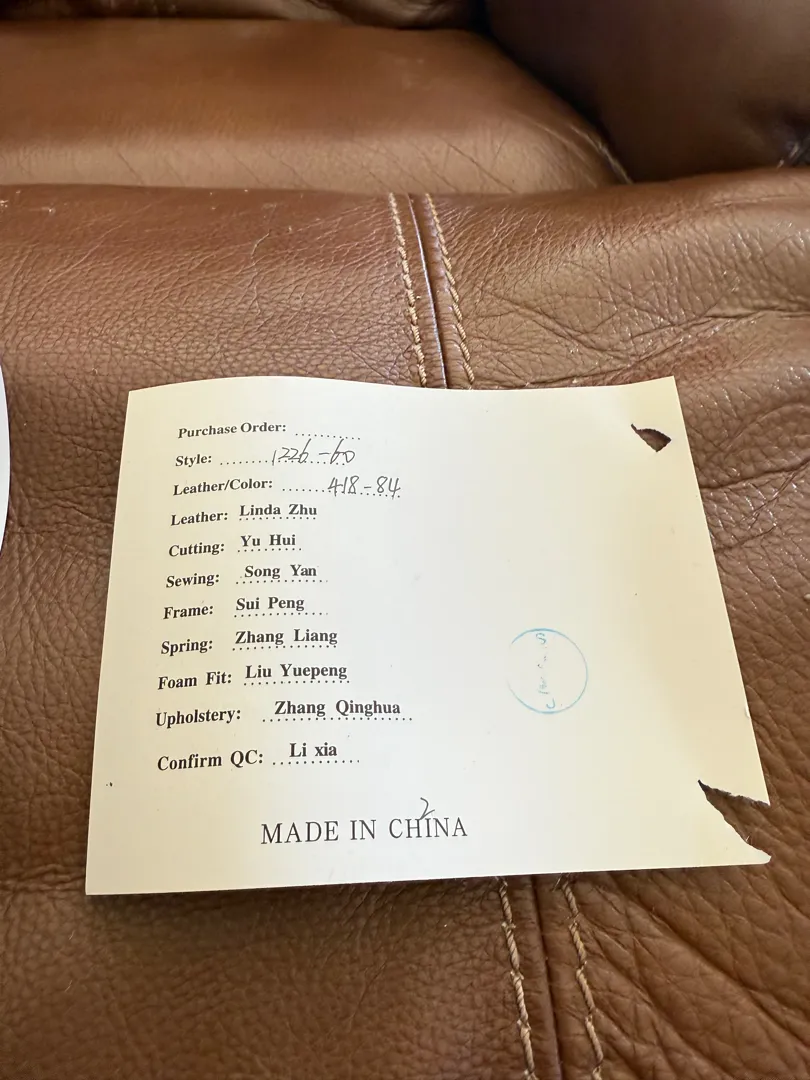 Purchase Order: ............
Style: ........1226-60
Leather/Color: .......418-84
Leather: Linda Zhu
Cutting: Yu Hui
Sewing: Song Yan
Frame: Sui Peng
Spring: Zhang Liang
Foam Fit: Liu Yuepeng
Upholstery: Zhang Qinghua
Confirm QC: Li xia
2
MADE IN CHINA